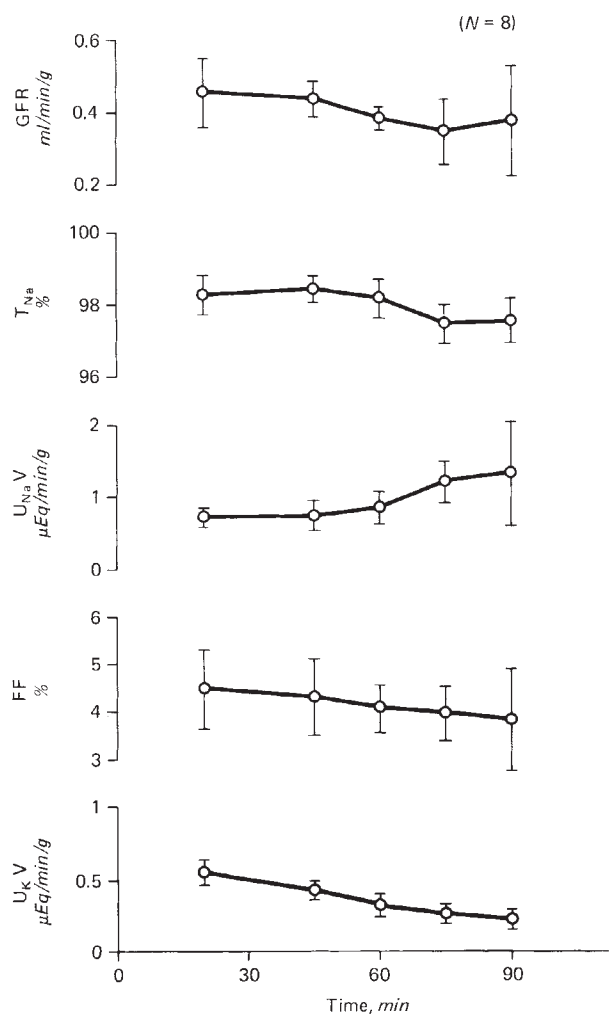 (N = 8)
GFR
ml/min/g
0.6
0.4
0.2
T_Na
%
100
98
96
U_Na V
μEq/min/g
2
1
0
FF
%
6
5
4
3
U_K V
μEq/min/g
1
0.5
0
0 30 60 90
Time, min